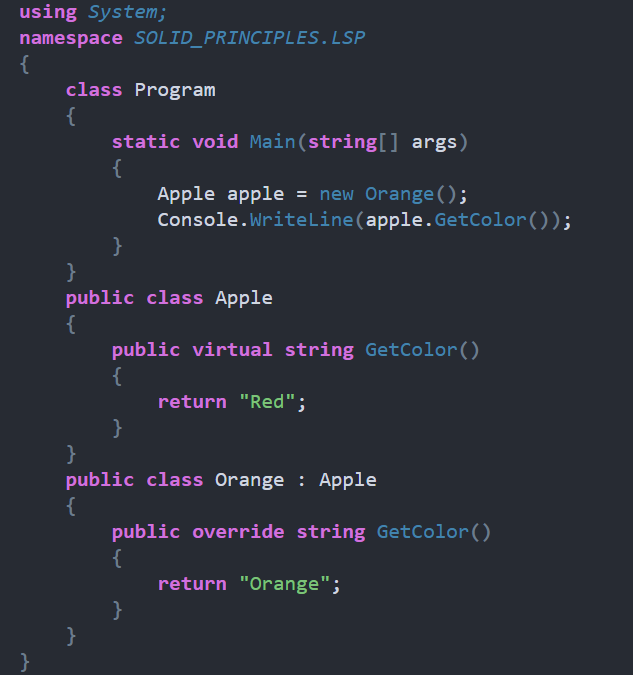 using System;
namespace SOLID_PRINCIPLES.LSP
{
    class Program
    {
        static void Main(string[] args)
        {
            Apple apple = new Orange();
            Console.WriteLine(apple.GetColor());
        }
    }
    public class Apple
    {
        public virtual string GetColor()
        {
            return "Red";
        }
    }
    public class Orange : Apple
    {
        public override string GetColor()
        {
            return "Orange";
        }
    }
}